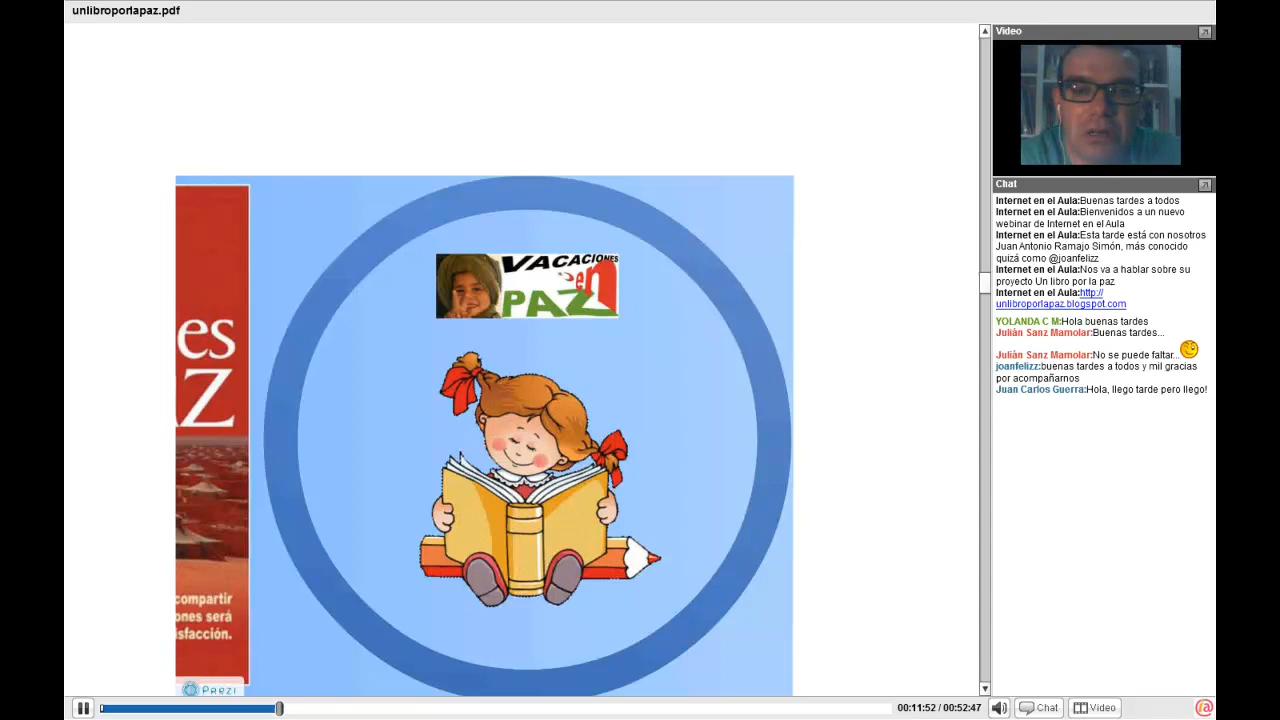 unlibroporlapaz.pdf
Video
Chat
Internet en el Aula:Buenas tardes a todos
Internet en el Aula:Bienvenidos a un nuevo
webinar de Internet en el Aula
Internet en el Aula:Esta tarde está con nosotros
Juan Antonio Ramajo Simón, más conocido
quizá como @joanfelizz
Internet en el Aula:Nos va a hablar sobre su
proyecto Un libro por la paz
Internet en el Aula:http://
unlibroporlapaz.blogspot.com
YOLANDA C M:Hola buenas tardes
Julián Sanz Mamolar:Buenas tardes...
Julián Sanz Mamolar:No se puede faltar...
joanfelizz:buenas tardes a todos y mil gracias
por acompañarnos
Juan Carlos Guerra:Hola, llego tarde pero llego!
VACACIONES
en
PAZ
es
Z
compartir
ones será
isfacción.
Prezi
00:11:52 / 00:52:47
Chat
Video